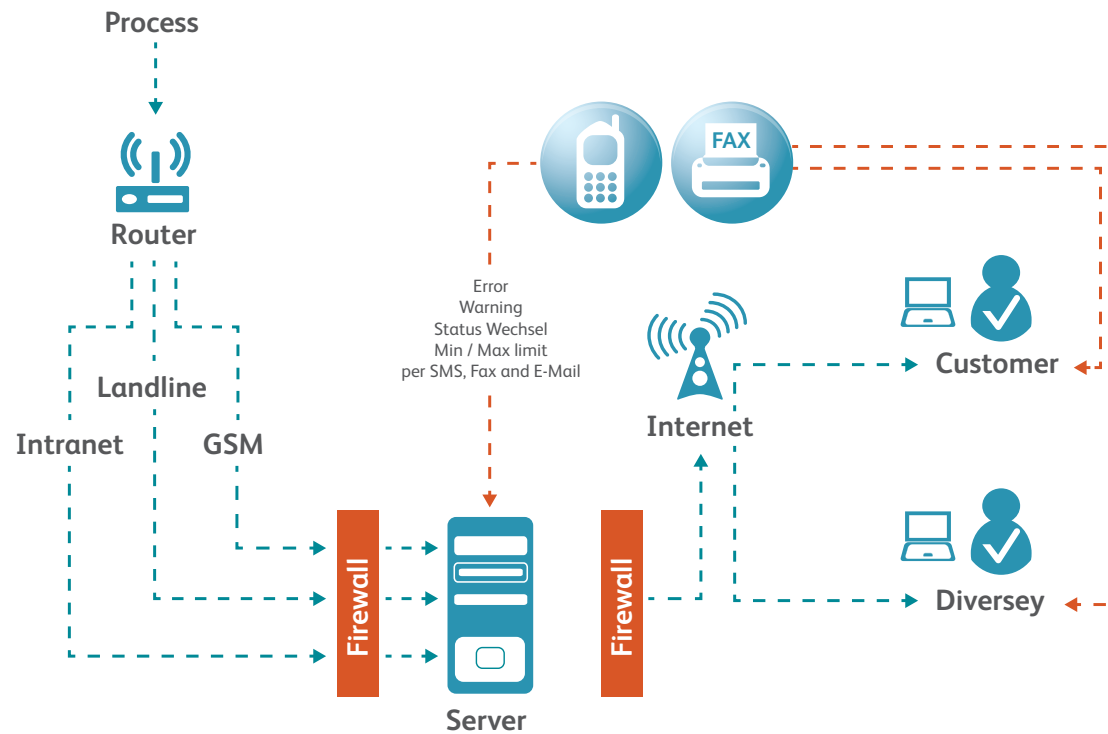 Process
Router
Landline
Intranet
GSM
Firewall
Server
Error
Warning
Status Wechsel
Min / Max limit
per SMS, Fax and E-Mail
FAX
Firewall
Internet
Customer
Diversey